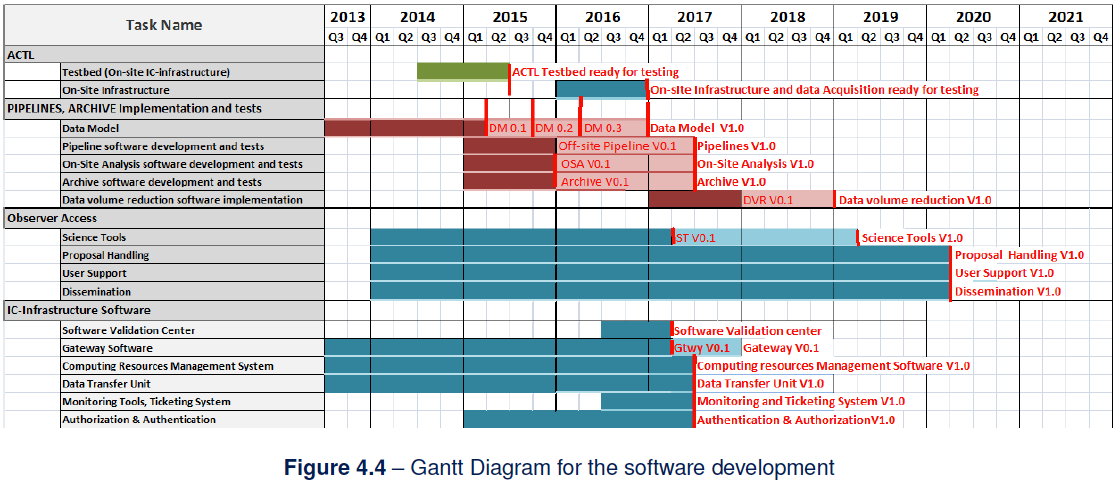 Task Name
2013 2014 2015 2016 2017 2018 2019 2020 2021
Q3 Q4 Q1 Q2 Q3 Q4 Q1 Q2 Q3 Q4 Q1 Q2 Q3 Q4 Q1 Q2 Q3 Q4 Q1 Q2 Q3 Q4 Q1 Q2 Q3 Q4 Q1 Q2 Q3 Q4 Q1 Q2 Q3 Q4
ACTL
Testbed (On-site IC-infrastructure) ACTL Testbed ready for testing
On-Site Infrastructure On-site Infrastructure and data Acquisition ready for testing
PIPELINES, ARCHIVE Implementation and tests
Data Model DM 0.1 DM 0.2 DM 0.3 Data Model V1.0
Pipeline software development and tests Off-site Pipeline V0.1 Pipelines V1.0
On-Site Analysis software development and tests OSA V0.1 On-Site Analysis V1.0
Archive software development and tests Archive V0.1 Archive V1.0
Data volume reduction software implementation DVR V0.1 Data volume reduction V1.0
Observer Access
Science Tools ST V0.1 Science Tools V1.0
Proposal Handling Proposal Handling V1.0
User Support User Support V1.0
Dissemination Dissemination V1.0
IC-Infrastructure Software
Software Validation Center Software Validation center
Gateway Software Gtwy V0.1 Gateway V0.1
Computing Resources Management System Computing resources Management Software V1.0
Data Transfer Unit Data Transfer Unit V1.0
Monitoring Tools, Ticketing System Monitoring and Ticketing System V1.0
Authorization & Authentication Authentication & AuthorizationV1.0
Figure 4.4 – Gantt Diagram for the software development